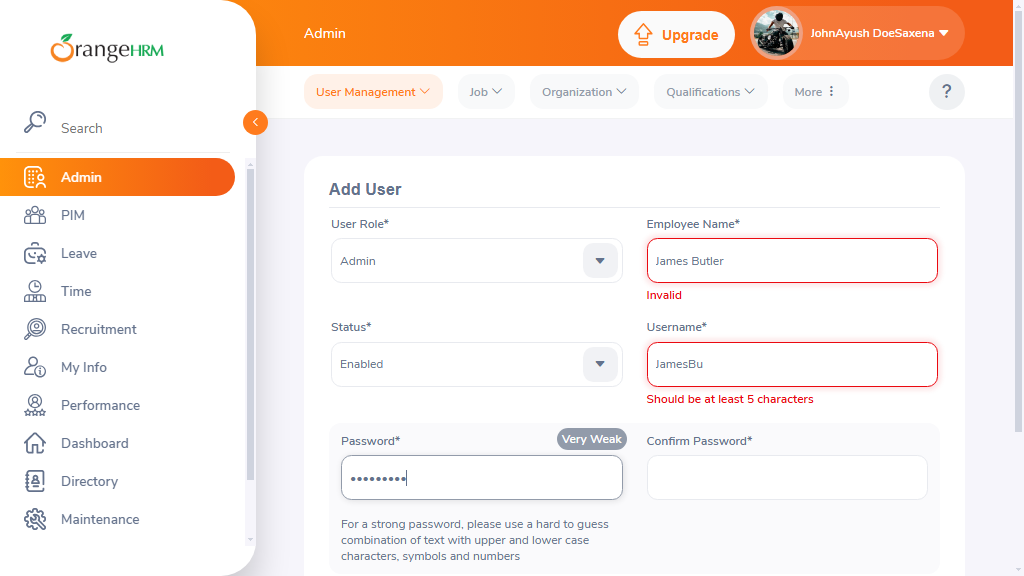 OrangeHRM
Search
Admin
PIM
Leave
Time
Recruitment
My Info
Performance
Dashboard
Directory
Maintenance
Admin
Upgrade
JohnAyush DoeSaxena
User Management
Job
Organization
Qualifications
More
?
Add User
User Role*
Employee Name*
Admin
James Butler
Invalid
Status*
Username*
Enabled
JamesBu
Should be at least 5 characters
Password*
Very Weak
Confirm Password*
•••••••••
For a strong password, please use a hard to guess
combination of text with upper and lower case
characters, symbols and numbers